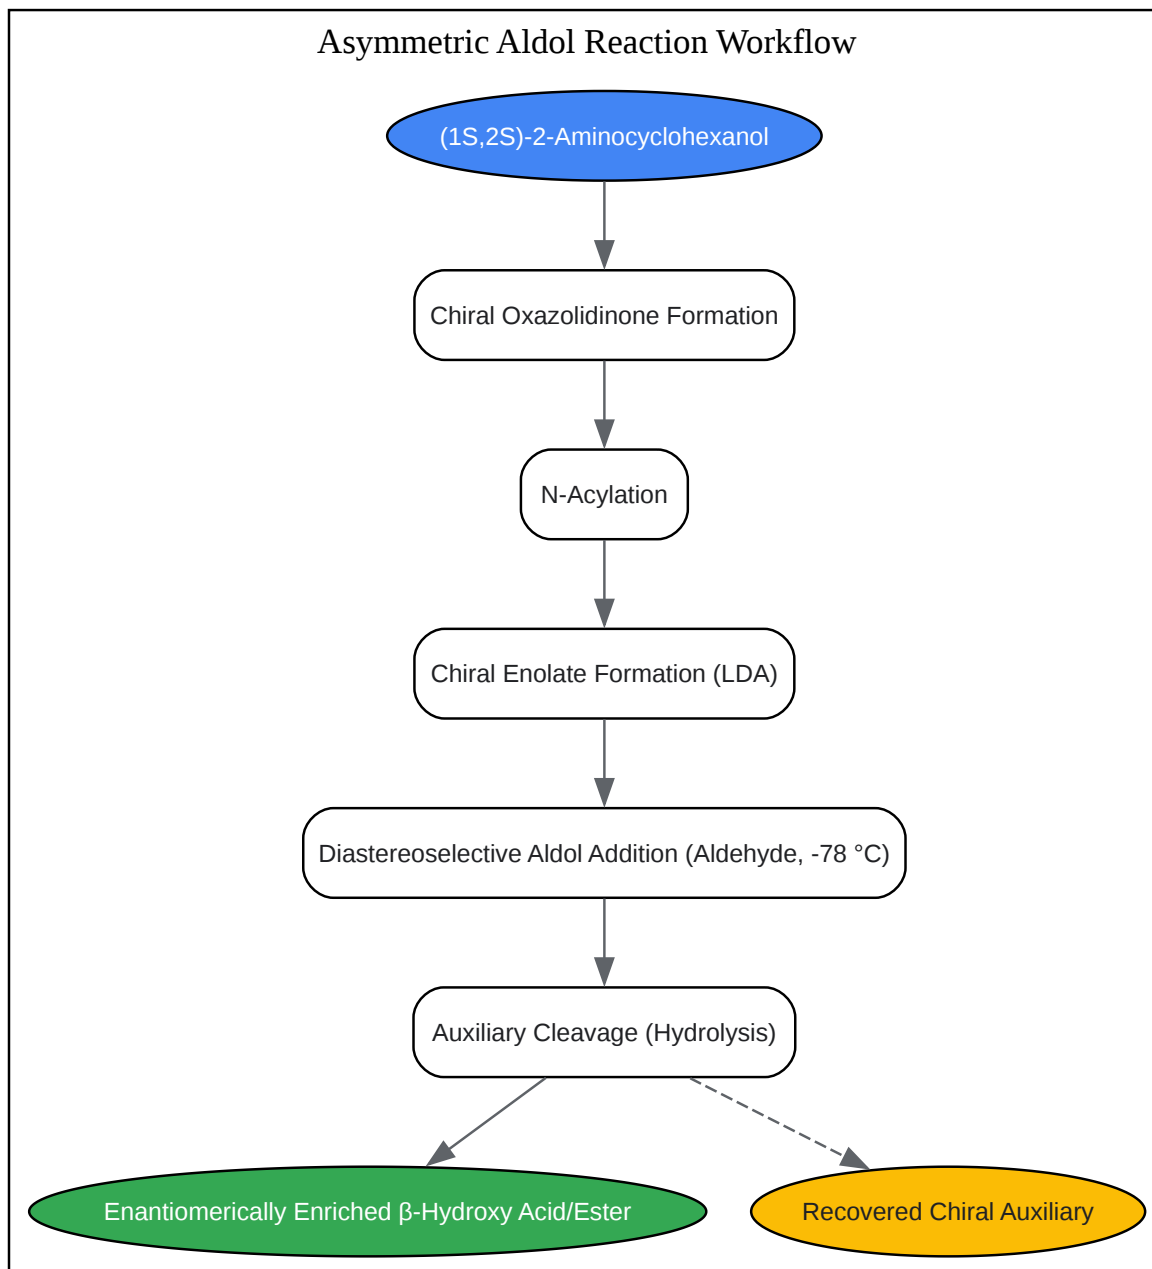 Asymmetric Aldol Reaction Workflow
(1S,2S)-2-Aminocyclohexanol
Chiral Oxazolidinone Formation
N-Acylation
Chiral Enolate Formation (LDA)
Diastereoselective Aldol Addition (Aldehyde, -78 °C)
Auxiliary Cleavage (Hydrolysis)
Enantiomerically Enriched β-Hydroxy Acid/Ester
Recovered Chiral Auxiliary